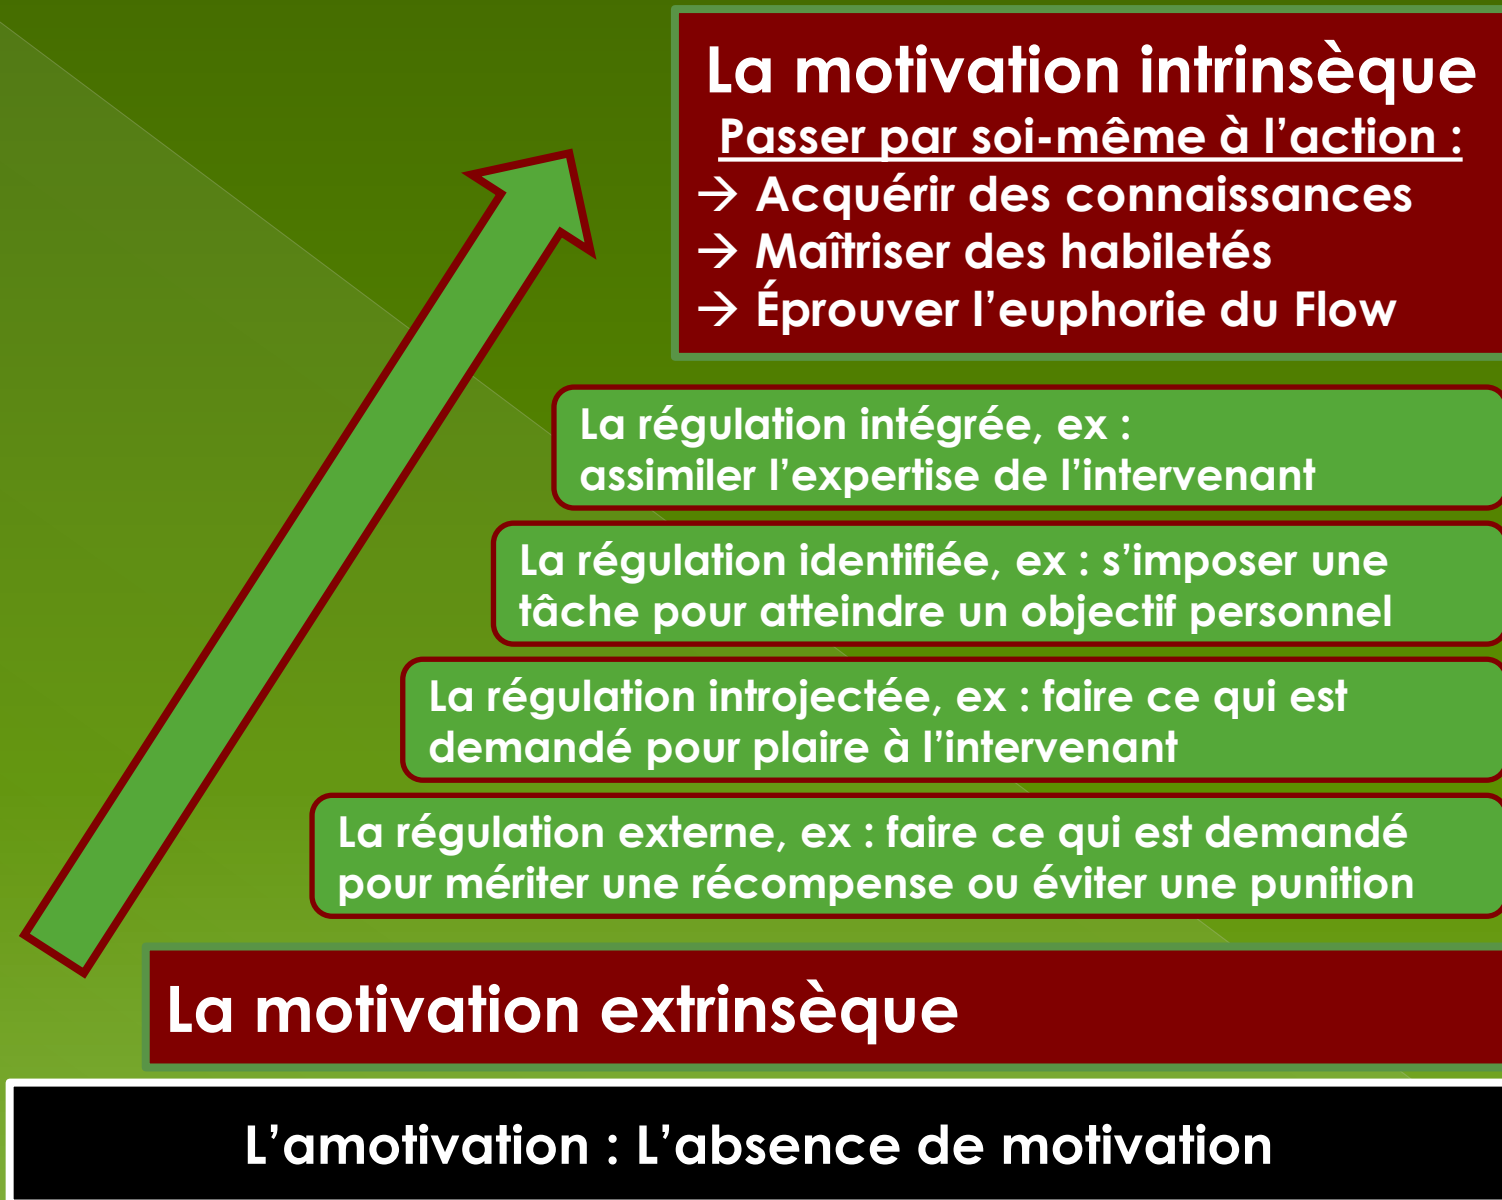 La motivation intrinsèque
Passer par soi-même à l’action :
→ Acquérir des connaissances
→ Maîtriser des habiletés
→ Éprouver l’euphorie du Flow
La régulation intégrée, ex :
assimiler l’expertise de l’intervenant
La régulation identifiée, ex : s’imposer une
tâche pour atteindre un objectif personnel
La régulation introjectée, ex : faire ce qui est
demandé pour plaire à l’intervenant
La régulation externe, ex : faire ce qui est demandé
pour mériter une récompense ou éviter une punition
La motivation extrinsèque
L’amotivation : L’absence de motivation